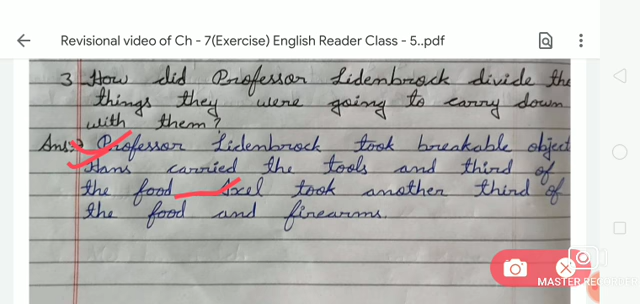 Revisional video of Ch - 7(Exercise) English Reader Class - 5..pdf
3 How did Professor Lidenbrock divide the
things they were going to carry down
with them?
Ans:→ Professor Lidenbrock took breakable object
Hans carried the tools and third of
the food Axel took another third of
the food and firearms.
MASTER RECORDER